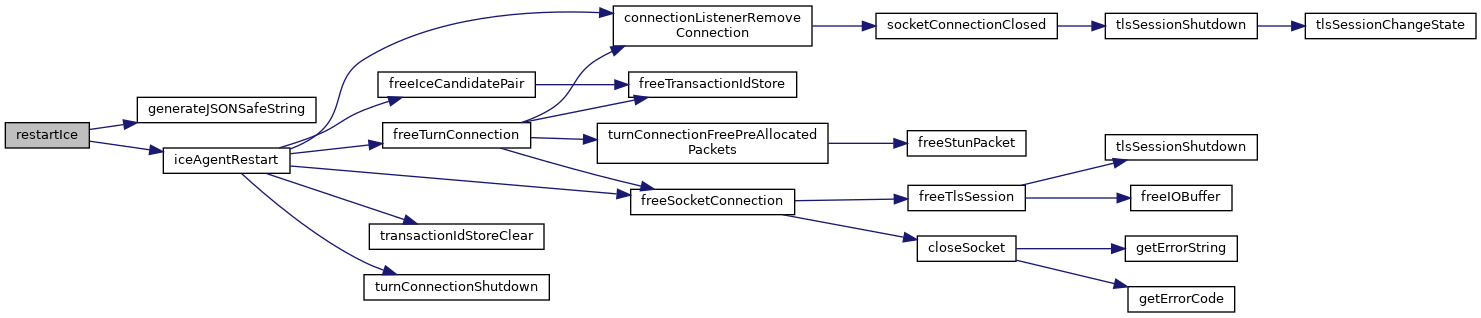 connectionListenerRemove
Connection
socketConnectionClosed
tlsSessionShutdown
tlsSessionChangeState
freeIceCandidatePair
freeTransactionIdStore
generateJSONSafeString
restartIce
freeTurnConnection
turnConnectionFreePreAllocated
Packets
freeStunPacket
tlsSessionShutdown
iceAgentRestart
freeSocketConnection
freeTlsSession
freeIOBuffer
transactionIdStoreClear
closeSocket
getErrorString
turnConnectionShutdown
getErrorCode